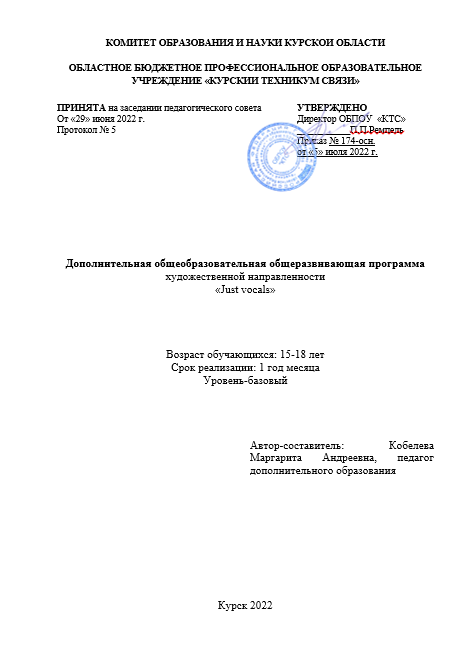 КОМИТЕТ ОБРАЗОВАНИЯ И НАУКИ КУРСКОЙ ОБЛАСТИ
ОБЛАСТНОЕ БЮДЖЕТНОЕ ПРОФЕССИОНАЛЬНОЕ ОБРАЗОВАТЕЛЬНОЕ
УЧРЕЖДЕНИЕ «КУРСКИЙ ТЕХНИКУМ СВЯЗИ»
ПРИНЯТА на заседании педагогического совета
От «29» июня 2022 г.
Протокол № 5
УТВЕРЖДЕНО
Директор ОБПОУ «КТС»
П.П.Ремпель
Приказ № 174-осн.
от июля 2022 г.
Дополнительная общеобразовательная общеразвивающая программа
художественной направленности
«Just vocals»
Возраст обучающихся: 15-18 лет
Срок реализации: 1 год месяца
Уровень-базовый
Автор-составитель: Кобелева
Маргарита Андреевна, педагог
дополнительного образования
Курск 2022